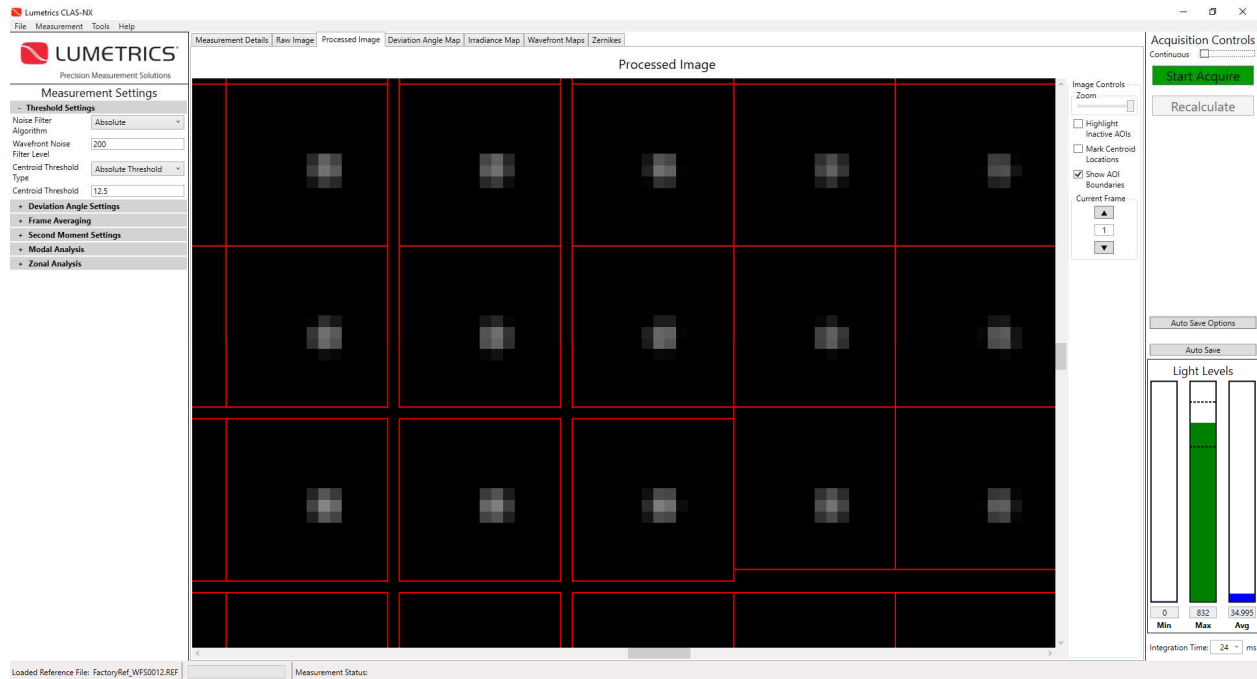 Lumetrics CLAS-NX
File Measurement Tools Help
LUMETRICS
Precision Measurement Solutions
Measurement Settings
- Threshold Settings
Noise Filter
Algorithm
Absolute
Wavefront Noise
Filter Level
200
Centroid Threshold
Type
Absolute Threshold
Centroid Threshold
12.5
+ Deviation Angle Settings
+ Frame Averaging
+ Second Moment Settings
+ Modal Analysis
+ Zonal Analysis
Measurement Details Raw Image Processed Image Deviation Angle Map Irradiance Map Wavefront Maps Zernikes
Processed Image
Image Controls
Zoom
Highlight
Inactive AOIs
Mark Centroid
Locations
Show AOI
Boundaries
Current Frame
1
Acquisition Controls
Continuous
Start Acquire
Recalculate
Auto Save Options
Auto Save
Light Levels
0 832 34.995
Min Max Avg
Integration Time: 24 ms
Loaded Reference File: FactoryRef_WFS0012.REF
Measurement Status: